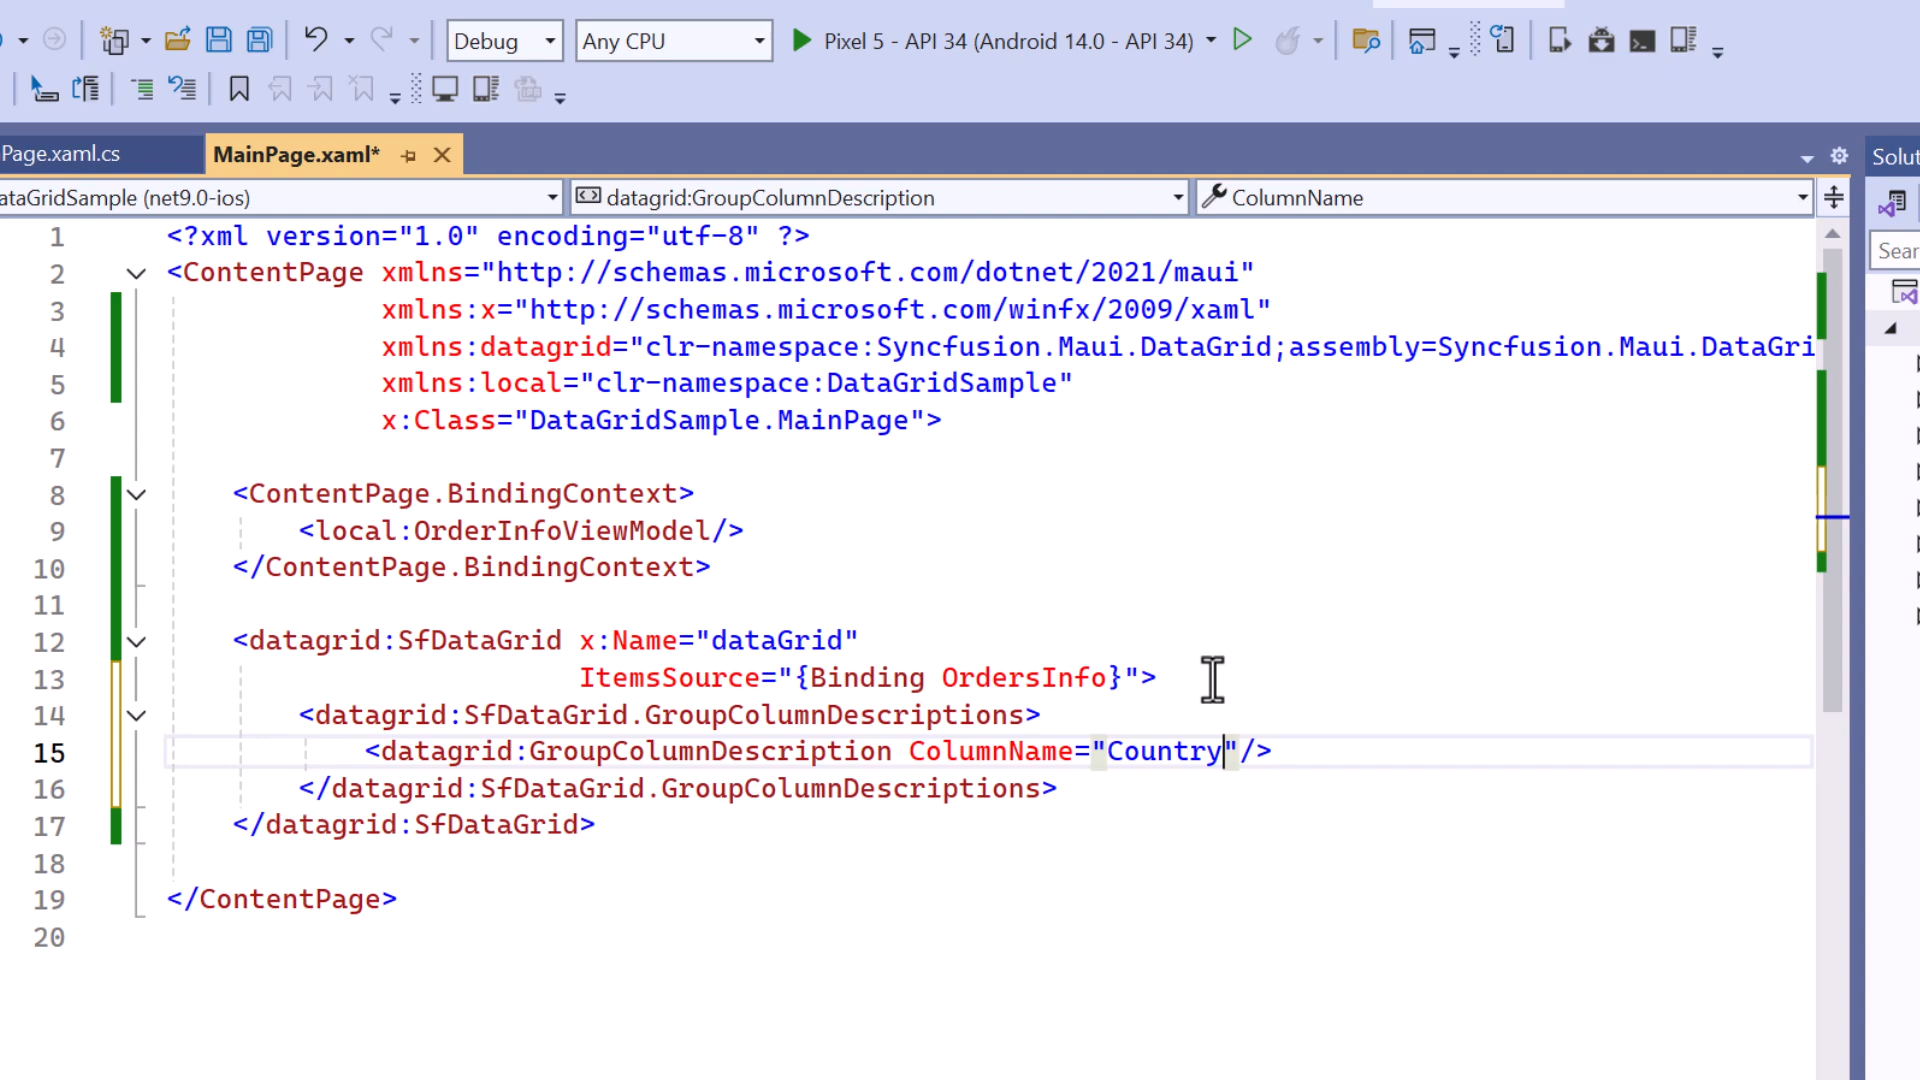 Debug
Any CPU
Pixel 5 - API 34 (Android 14.0 - API 34)
Page.xaml.cs
MainPage.xaml*
Solut
ataGridSample (net9.0-ios)
datagrid:GroupColumnDescription
ColumnName
Sear
1 <?xml version="1.0" encoding="utf-8" ?>
2 <ContentPage xmlns="http://schemas.microsoft.com/dotnet/2021/maui"
3 xmlns:x="http://schemas.microsoft.com/winfx/2009/xaml"
4 xmlns:datagrid="clr-namespace:Syncfusion.Maui.DataGrid;assembly=Syncfusion.Maui.DataGri
5 xmlns:local="clr-namespace:DataGridSample"
6 x:Class="DataGridSample.MainPage">
7
8 <ContentPage.BindingContext>
9 <local:OrderInfoViewModel/>
10 </ContentPage.BindingContext>
11
12 <datagrid:SfDataGrid x:Name="dataGrid"
13 ItemsSource="{Binding OrdersInfo}">
14 <datagrid:SfDataGrid.GroupColumnDescriptions>
15 <datagrid:GroupColumnDescription ColumnName="Country"/>
16 </datagrid:SfDataGrid.GroupColumnDescriptions>
17 </datagrid:SfDataGrid>
18
19 </ContentPage>
20